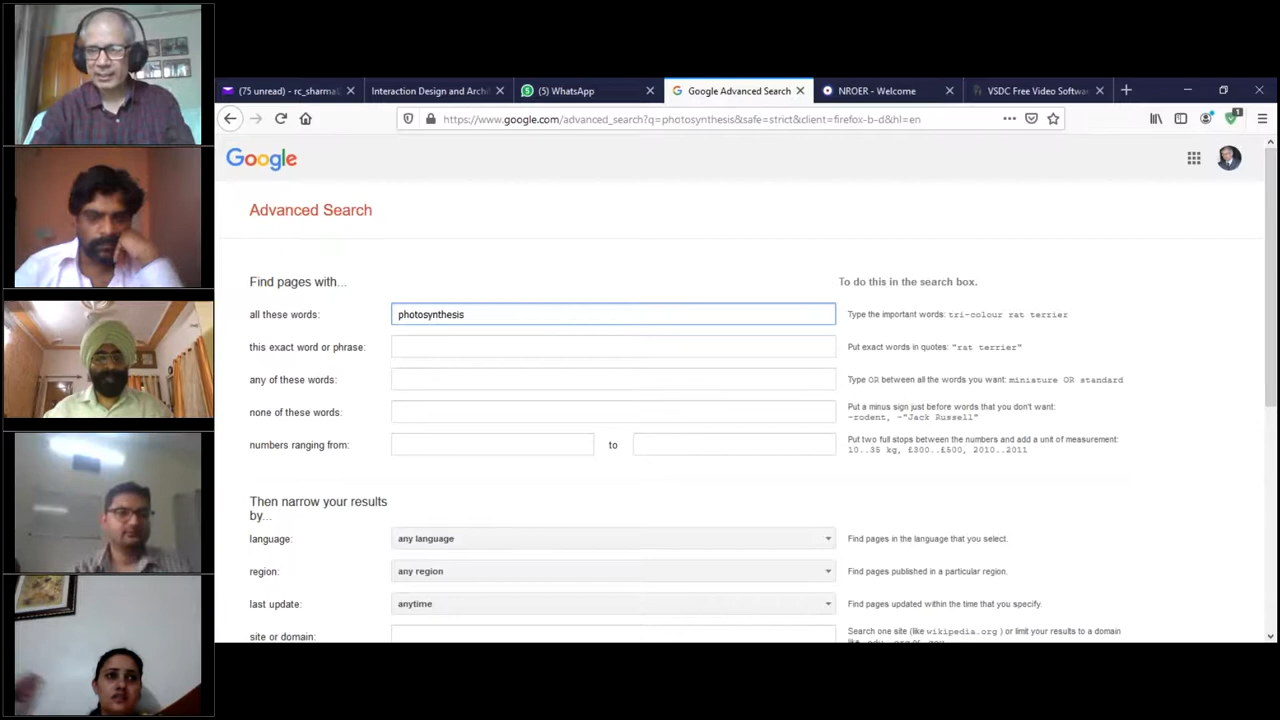 (75 unread) - rc_sharma
Interaction Design and Arch
(5) WhatsApp
Google Advanced Search
NROER - Welcome
VSDC Free Video Softwa
https://www.google.com/advanced_search?q=photosynthesis&safe=strict&client=firefox-b-d&hl=en
1
Google
Advanced Search
Find pages with...
To do this in the search box.
all these words:
photosynthesis
Type the important words: tri-colour rat terrier
this exact word or phrase:
Put exact words in quotes: "rat terrier"
any of these words:
Type OR between all the words you want: miniature OR standard
none of these words:
Put a minus sign just before words that you don't want:
-rodent, -"Jack Russell"
numbers ranging from:
to
Put two full stops between the numbers and add a unit of measurement:
10..35 kg, £300..£500, 2010..2011
Then narrow your results
by...
language:
any language
Find pages in the language that you select.
region:
any region
Find pages published in a particular region.
last update:
anytime
Find pages updated within the time that you specify.
site or domain:
Search one site (like wikipedia.org ) or limit your results to a domain